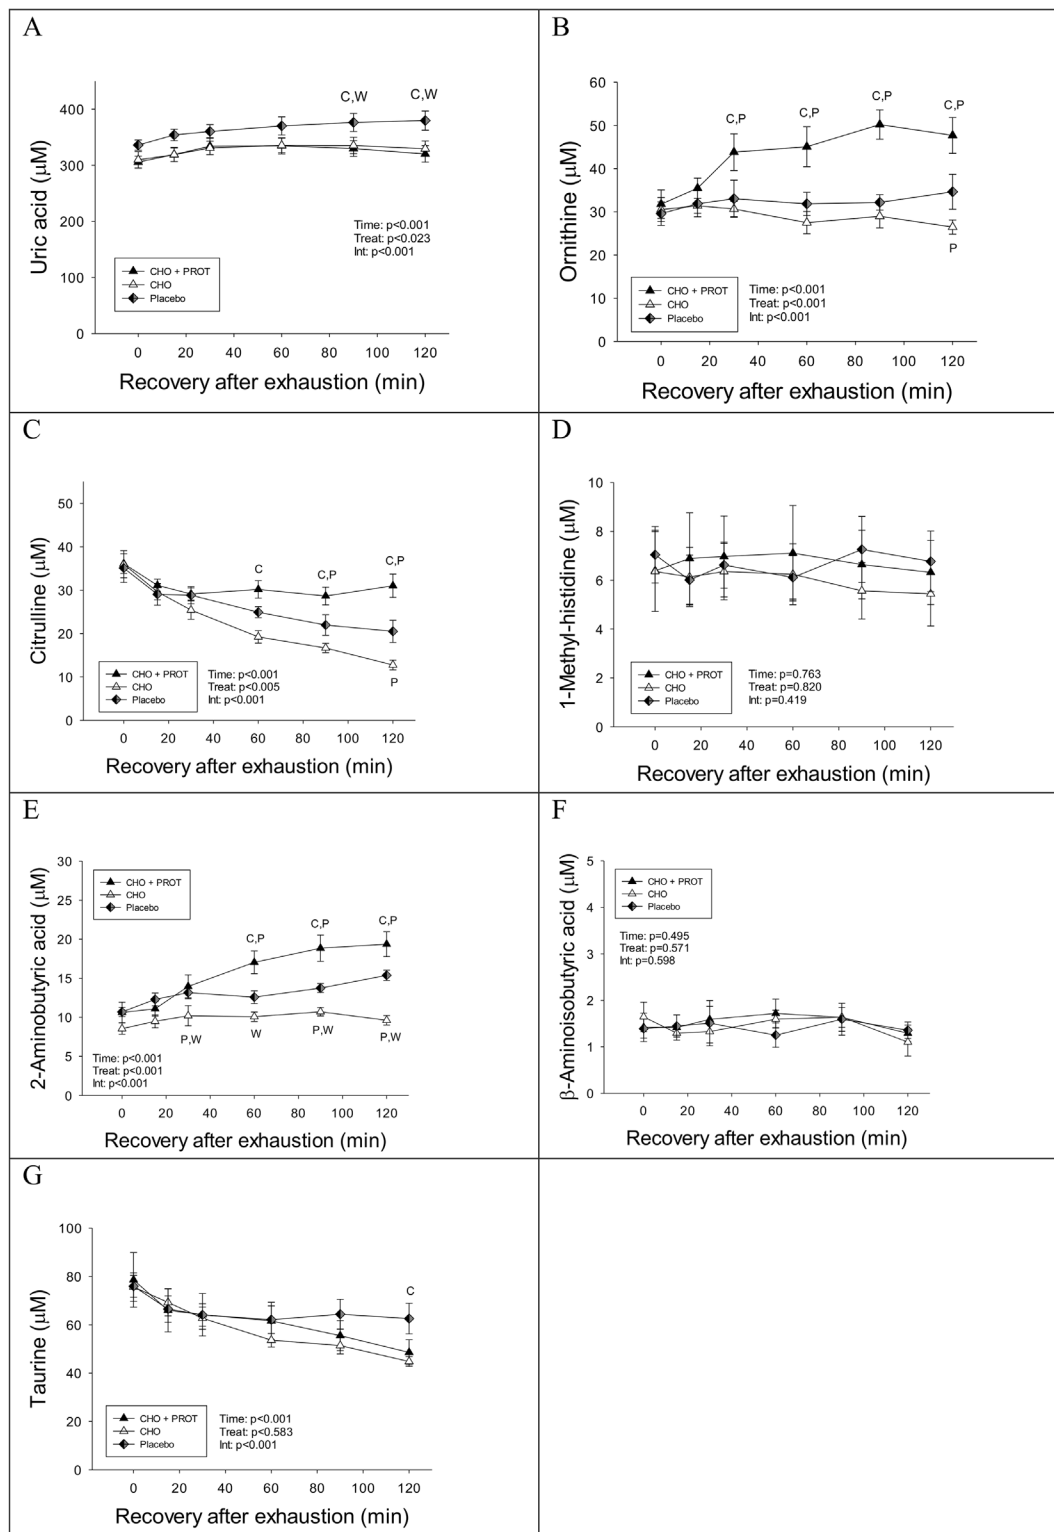 A
Uric acid (μM)
400
300
200
100
0
C,W
C,W
Time: p<0.001
Treat: p<0.023
Int: p<0.001
CHO + PROT
CHO
Placebo
0 20 40 60 80 100 120
Recovery after exhaustion (min)
B
Ornithine (μM)
60
50
40
30
20
10
0
C,P
C,P
C,P
C,P
P
CHO + PROT
CHO
Placebo
Time: p<0.001
Treat: p<0.001
Int: p<0.001
0 20 40 60 80 100 120
Recovery after exhaustion (min)
C
Citrulline (μM)
50
40
30
20
10
0
C
C,P
C,P
P
CHO + PROT
CHO
Placebo
Time: p<0.001
Treat: p<0.005
Int: p<0.001
0 20 40 60 80 100 120
Recovery after exhaustion (min)
D
1-Methyl-histidine (μM)
10
8
6
4
2
0
CHO + PROT
CHO
Placebo
Time: p=0.763
Treat: p=0.820
Int: p=0.419
0 20 40 60 80 100 120
Recovery after exhaustion (min)
E
2-Aminobutyric acid (μM)
30
25
20
15
10
5
0
CHO + PROT
CHO
Placebo
C,P
C,P
C,P
P,W
W
P,W
P,W
Time: p<0.001
Treat: p<0.001
Int: p<0.001
0 20 40 60 80 100 120
Recovery after exhaustion (min)
F
β-Aminoisobutyric acid (μM)
5
4
3
2
1
0
CHO + PROT
CHO
Placebo
Time: p=0.495
Treat: p=0.571
Int: p=0.598
0 20 40 60 80 100 120
Recovery after exhaustion (min)
G
Taurine (μM)
100
80
60
40
20
0
C
CHO + PROT
CHO
Placebo
Time: p<0.001
Treat: p<0.583
Int: p<0.001
0 20 40 60 80 100 120
Recovery after exhaustion (min)